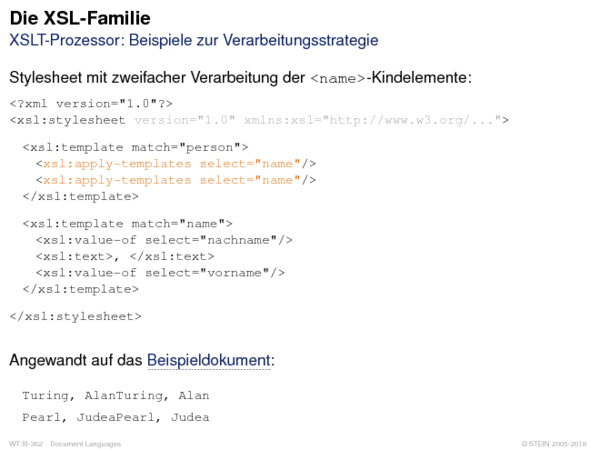 Die XSL-Familie
XSLT-Prozessor: Beispiele zur Verarbeitungsstrategie
Stylesheet mit zweifacher Verarbeitung der <name>-Kindelemente:
<?xml version="1.0"?>
<xsl:stylesheet version="1.0" xmlns:xsl="http://www.w3.org/...">
<xsl:template match="person">
<xsl:apply-templates select="name"/>
<xsl:apply-templates select="name"/>
</xsl:template>
<xsl:template match="name">
<xsl:value-of select="nachname"/>
<xsl:text>, </xsl:text>
<xsl:value-of select="vorname"/>
</xsl:template>
</xsl:stylesheet>
Angewandt auf das Beispieldokument:
Turing, AlanTuring, Alan
Pearl, JudeaPearl, Judea
WT:III-362 Document Languages © STEIN 2005-2018